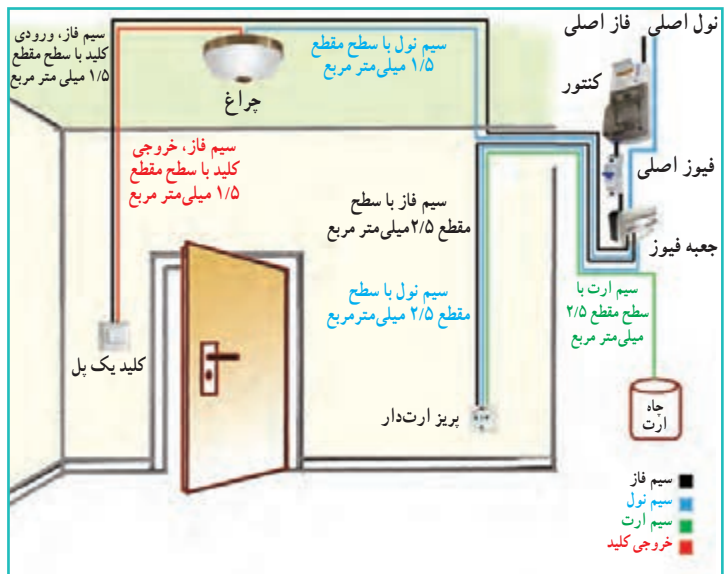 نول اصلی
فاز اصلی
کنتور
فیوز اصلی
جعبه فیوز
سیم فاز، ورودی
کلید با سطح مقطع
۱/۵ میلی متر مربع
سیم نول با سطح مقطع
۱/۵ میلی‌متر مربع
چراغ
سیم فاز، خروجی
کلید با سطح مقطع
۱/۵ میلی متر مربع
سیم فاز با سطح
مقطع ۲/۵میلی‌متر مربع
سیم نول با سطح
مقطع ۲/۵ میلی‌مترمربع
سیم ارت با
سطح مقطع ۲/۵
میلی‌متر مربع
کلید یک پل
پریز ارت‌دار
چاه
ارت
سیم فاز
سیم نول
سیم ارت
خروجی کلید